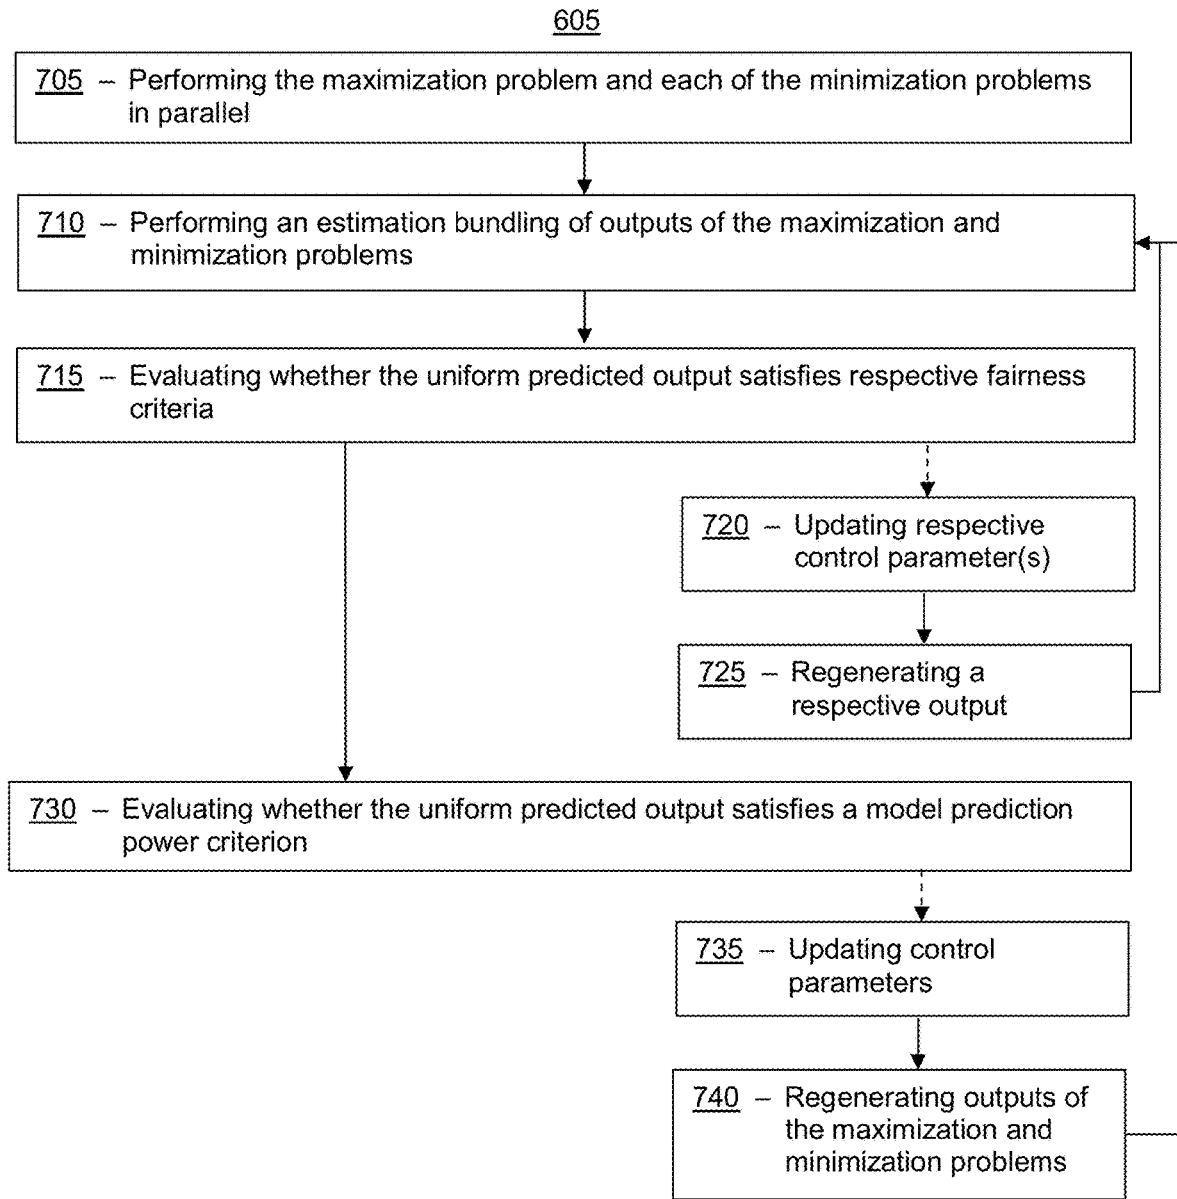 605
705 – Performing the maximization problem and each of the minimization problems
in parallel
710 – Performing an estimation bundling of outputs of the maximization and
minimization problems
715 – Evaluating whether the uniform predicted output satisfies respective fairness
criteria
720 – Updating respective
control parameter(s)
725 – Regenerating a
respective output
730 – Evaluating whether the uniform predicted output satisfies a model prediction
power criterion
735 – Updating control
parameters
740 – Regenerating outputs of
the maximization and
minimization problems